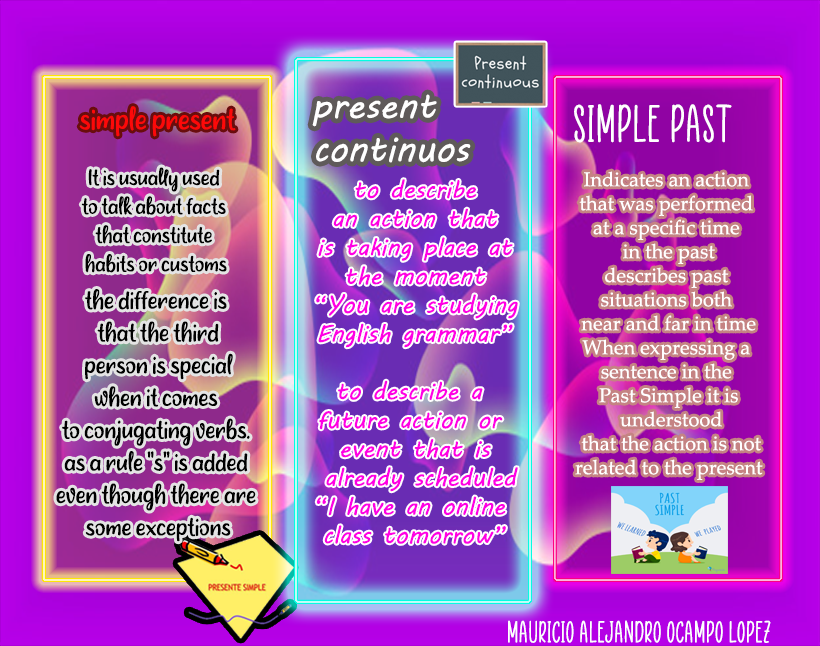 simple present
It is usually used
to talk about facts
that constitute
habits or customs
the difference is
that the third
person is special
when it comes
to conjugating verbs.
as a rule "s" is added
even though there are
some exceptions
PRESENTE SIMPLE
Present
continuous
present
continuos
to describe
an action that
is taking place at
the moment
“You are studying
English grammar”
to describe a
future action or
event that is
already scheduled
“I have an online
class tomorrow”
SIMPLE PAST
Indicates an action
that was performed
at a specific time
in the past
describes past
situations both
near and far in time
When expressing a
sentence in the
Past Simple it is
understood
that the action is not
related to the present
PAST
SIMPLE
WE LEARNED
WE PLAYED
MAURICIO ALEJANDRO OCAMPO LOPEZ